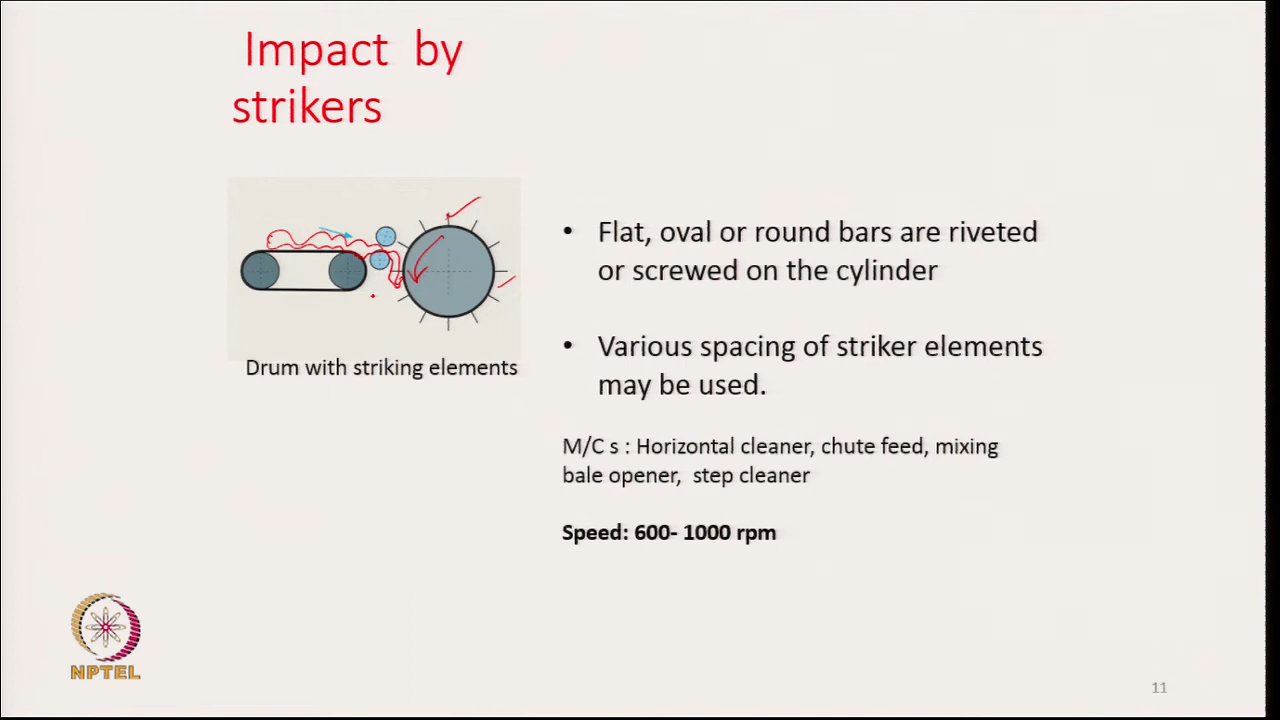 Impact by
strikers
Drum with striking elements
• Flat, oval or round bars are riveted
or screwed on the cylinder
• Various spacing of striker elements
may be used.
M/C s : Horizontal cleaner, chute feed, mixing
bale opener, step cleaner
Speed: 600- 1000 rpm
NPTEL
11